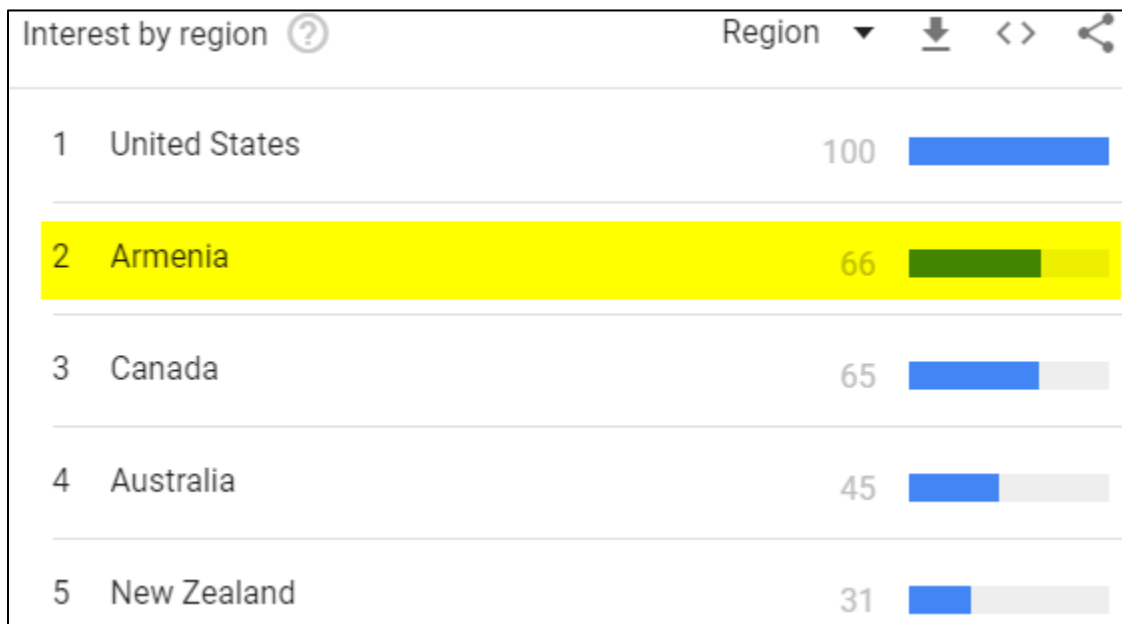 Interest by region ? Region
1 United States 100
2 Armenia 66
3 Canada 65
4 Australia 45
5 New Zealand 31